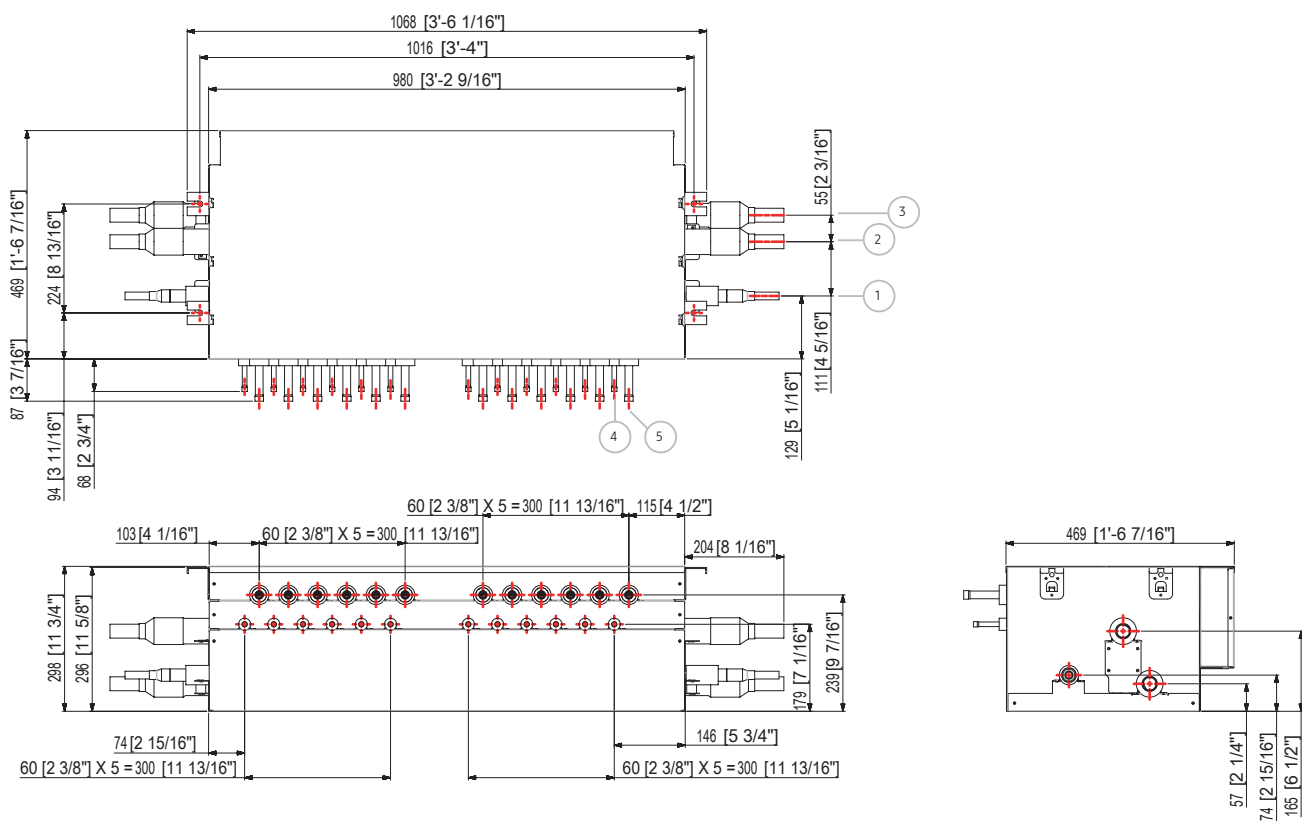 1068 [3'-6 1/16"]
1016 [3'-4"]
980 [3'-2 9/16"]
469 [1'-6 7/16"]
224 [8 13/16"]
87 [3 7/16"]
94 [3 11/16"]
68 [2 3/4"]
55 [2 3/16"]
3
2
1
111 [4 5/16"]
129 [5 1/16"]
4
5
60 [2 3/8"] X 5 = 300 [11 13/16"]
115 [4 1/2"]
103 [4 1/16"]
60 [2 3/8"] X 5 = 300 [11 13/16"]
204 [8 1/16"]
298 [11 3/4"]
296 [11 5/8"]
179 [7 1/16"]
239 [9 7/16"]
74 [2 15/16"]
146 [5 3/4"]
60 [2 3/8"] X 5 = 300 [11 13/16"]
60 [2 3/8"] X 5 = 300 [11 13/16"]
469 [1'-6 7/16"]
57 [2 1/4"]
74 [2 15/16"]
165 [6 1/2"]